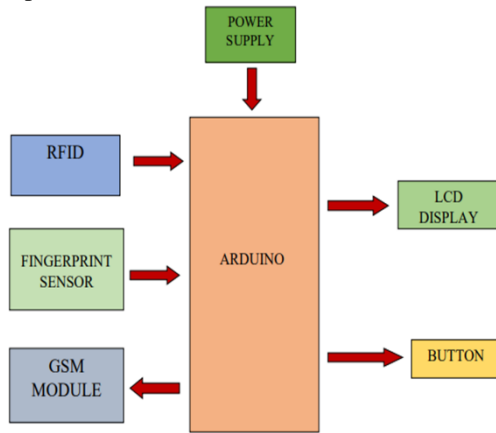 POWER
SUPPLY
RFID
FINGERPRINT
SENSOR
GSM
MODULE
ARDUINO
LCD
DISPLAY
BUTTON